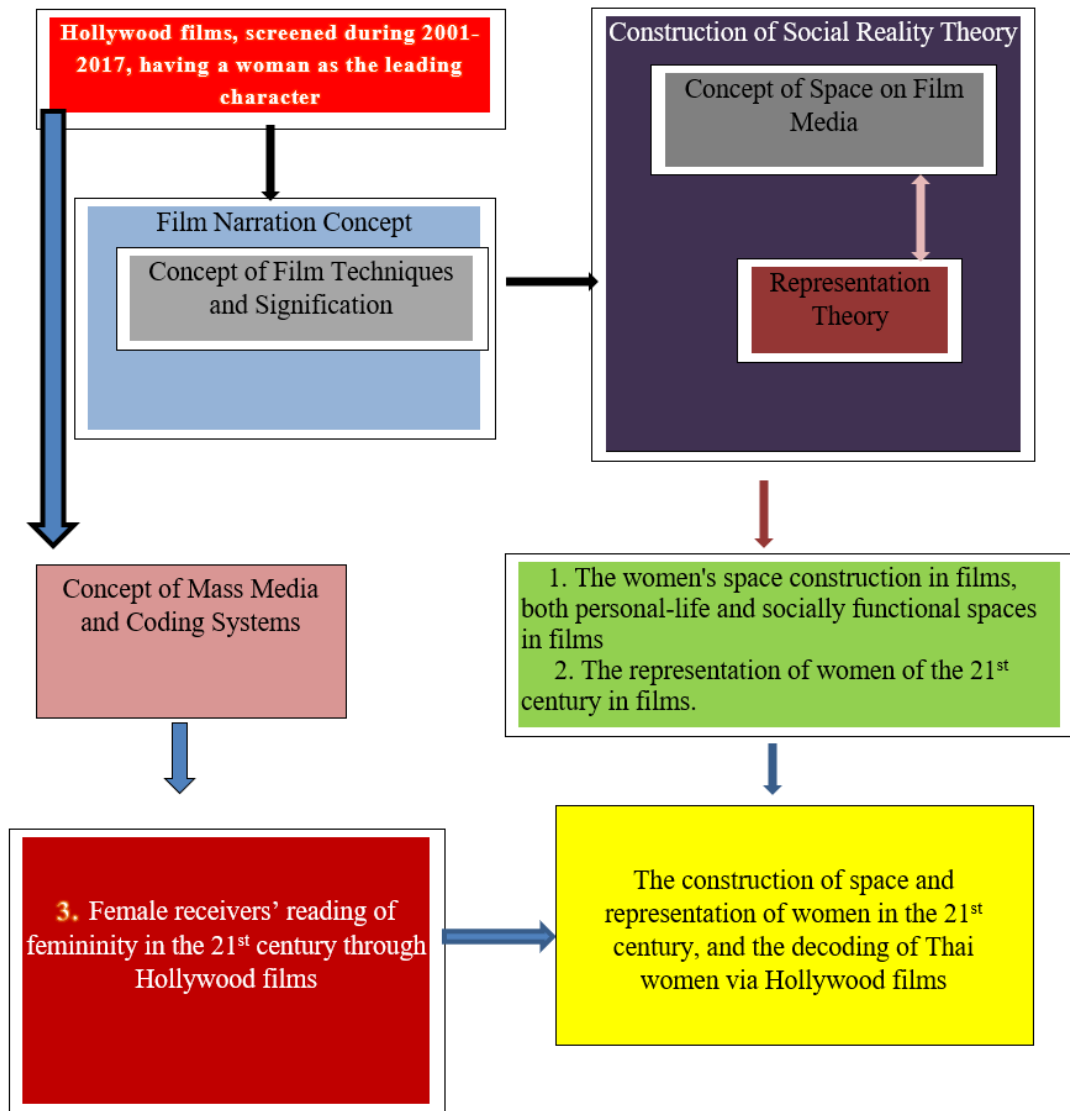 Hollywood films, screened during 2001-
2017, having a woman as the leading
character
Construction of Social Reality Theory
Concept of Space on Film
Media
Film Narration Concept
Concept of Film Techniques
and Signification
Representation
Theory
Concept of Mass Media
and Coding Systems
1. The women's space construction in films,
both personal-life and socially functional spaces
in films
2. The representation of women of the 21st
century in films.
3. Female receivers’ reading of
femininity in the 21st century through
Hollywood films
The construction of space and
representation of women in the 21st
century, and the decoding of Thai
women via Hollywood films